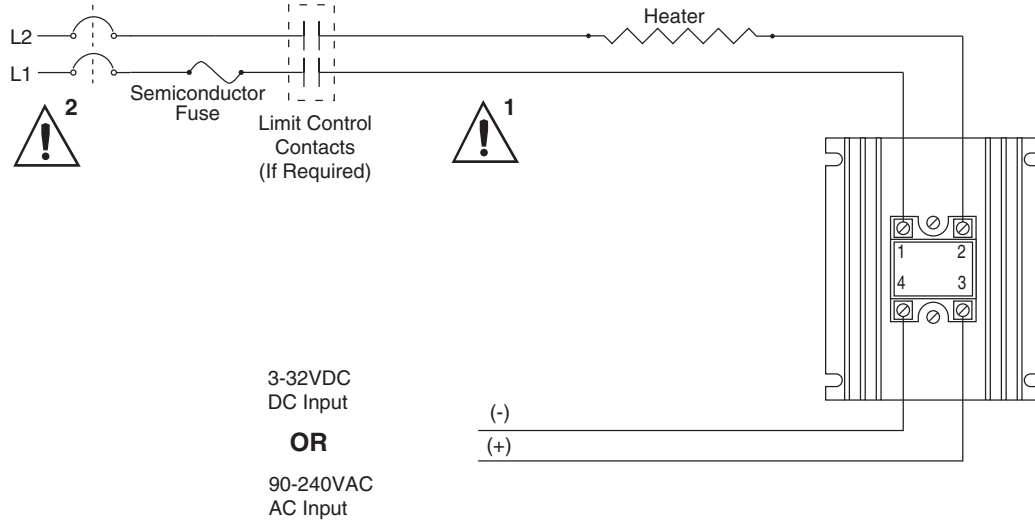 Heater
L2
L1
Semiconductor
Fuse
2
1
Limit Control
Contacts
(If Required)
1
2
4
3
3-32VDC
DC Input
(-)
OR
(+)
90-240VAC
AC Input